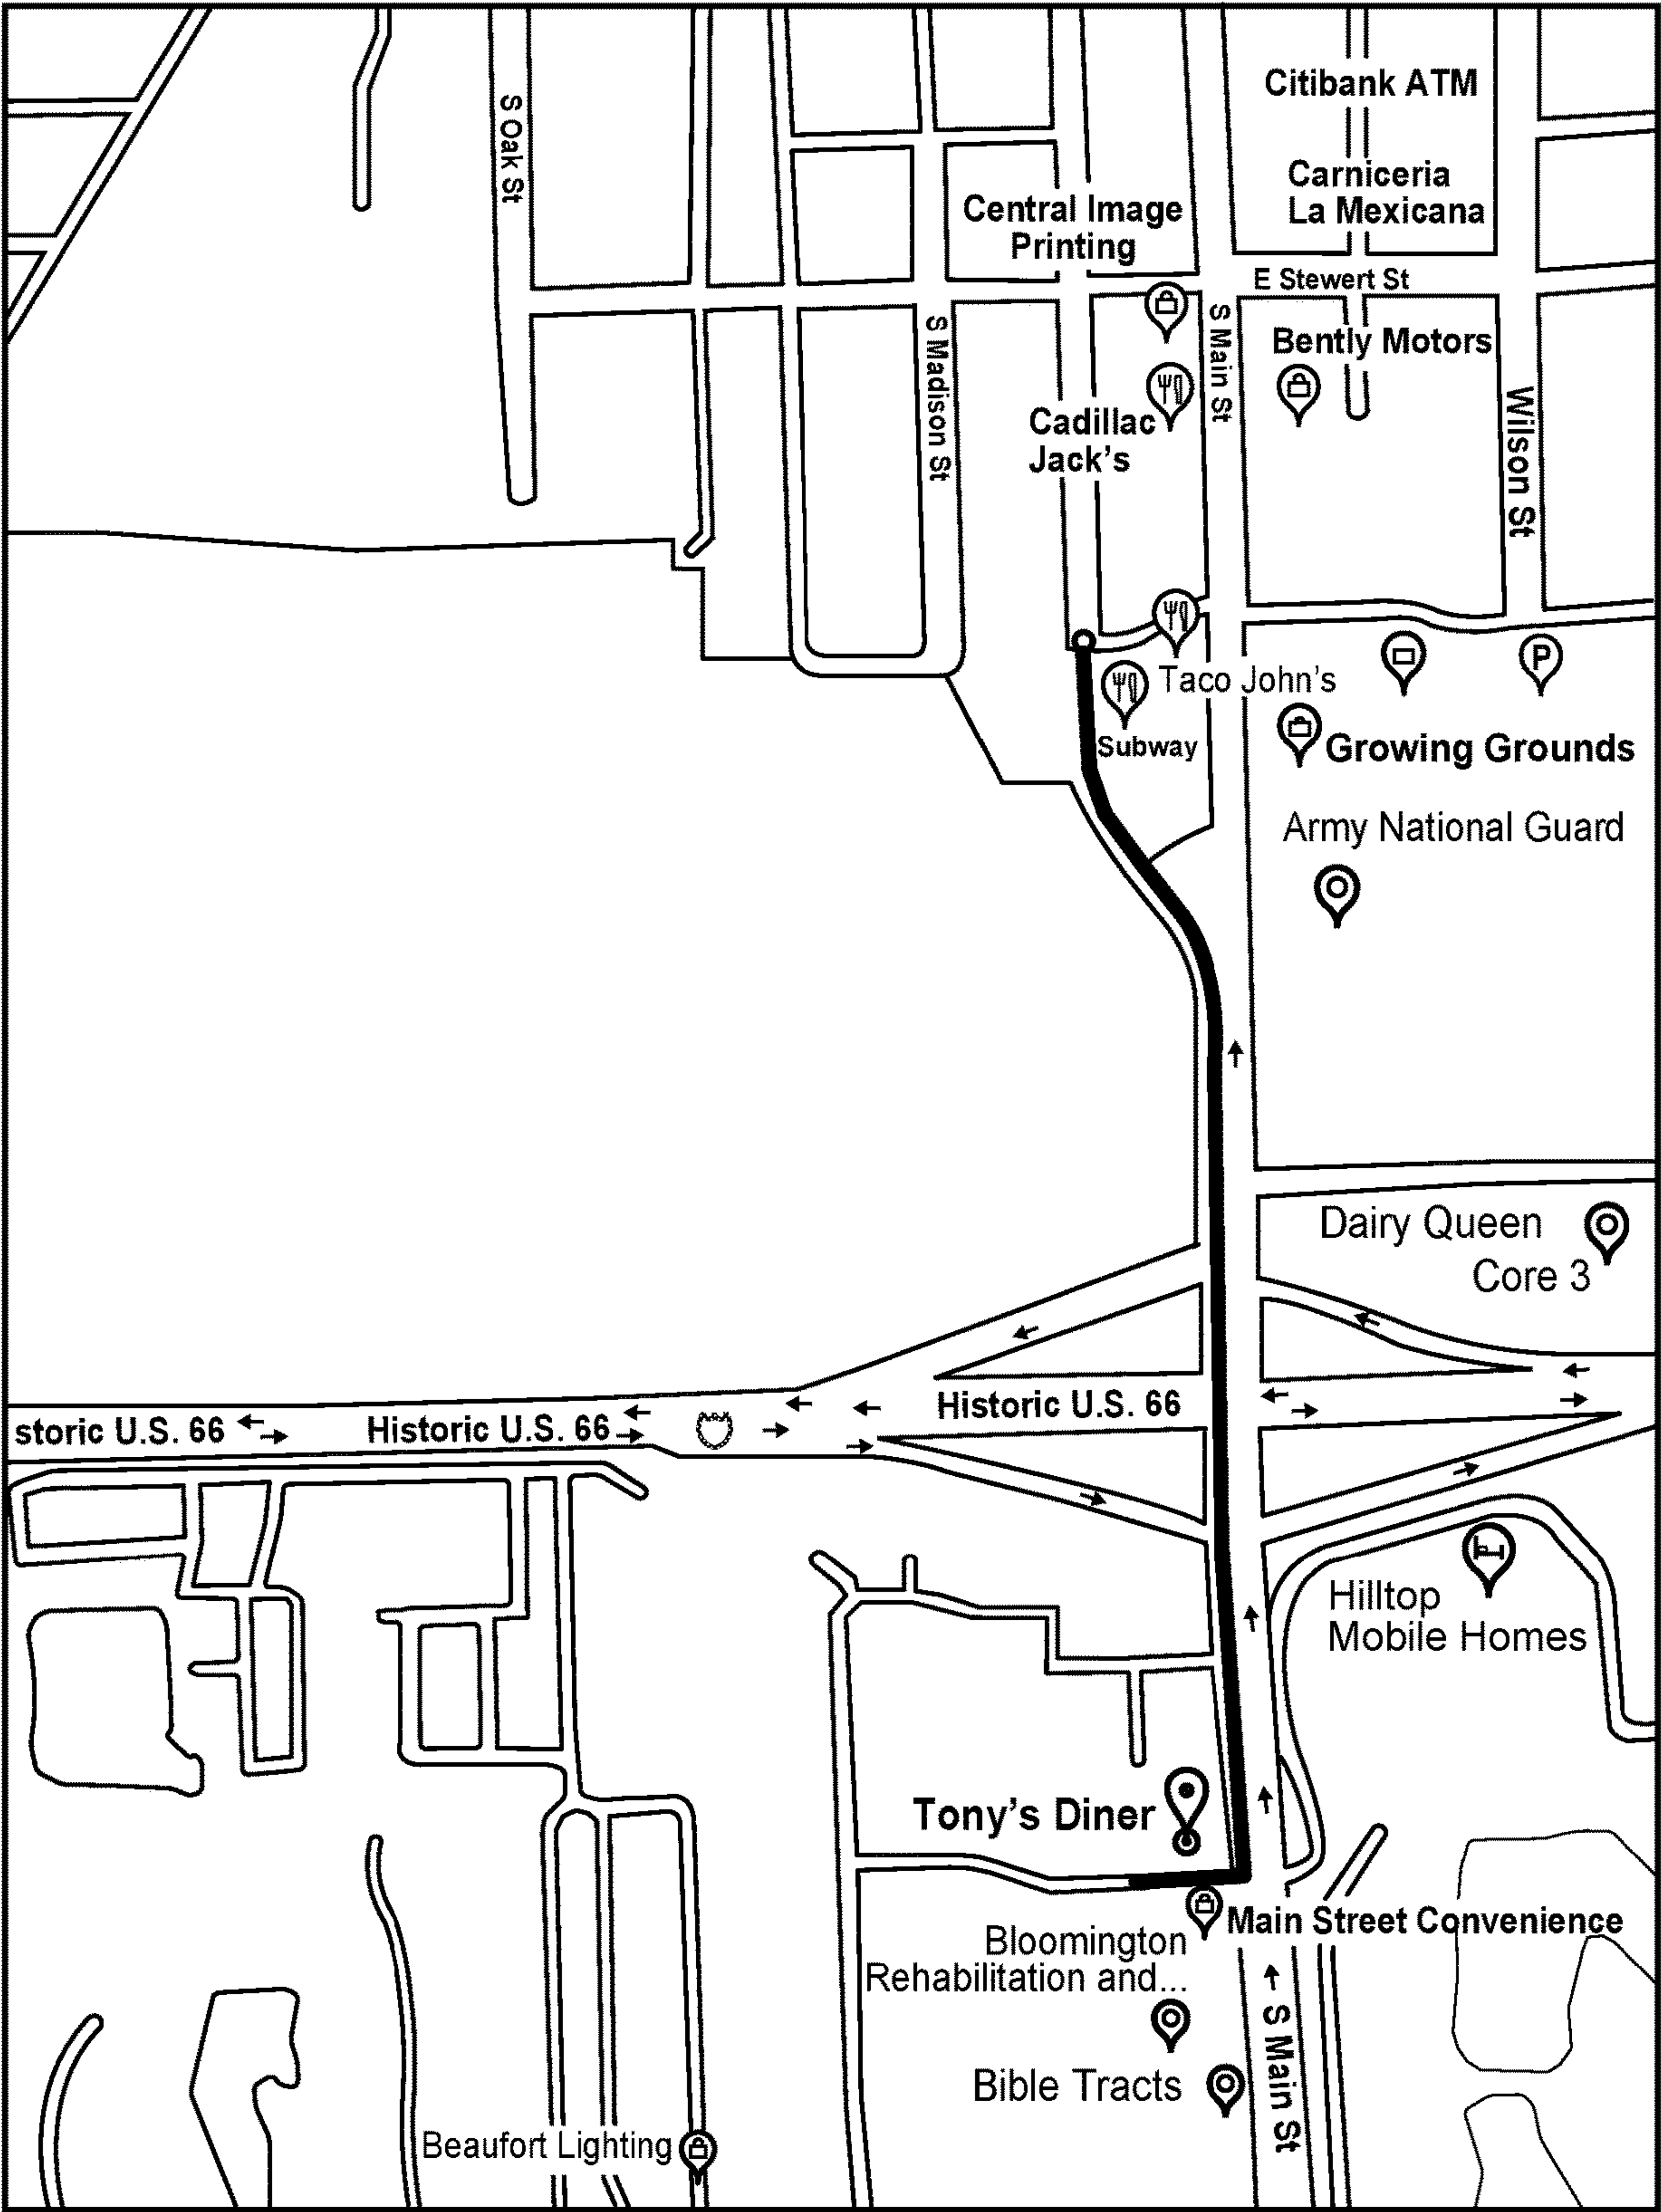 Citibank ATM
S Oak St
Carniceria
La Mexicana
Central Image
Printing
E Stewert St
S Madison St
S Main St
Bently Motors
Cadillac
Jack's
Wilson St
P
Taco John's
Subway
Growing Grounds
Army National Guard
Dairy Queen
Core 3
Historic U.S. 66
storic U.S. 66
Historic U.S. 66
Hilltop
Mobile Homes
Tony's Diner
Main Street Convenience
Bloomington
Rehabilitation and...
S Main St
Bible Tracts
Beaufort Lighting